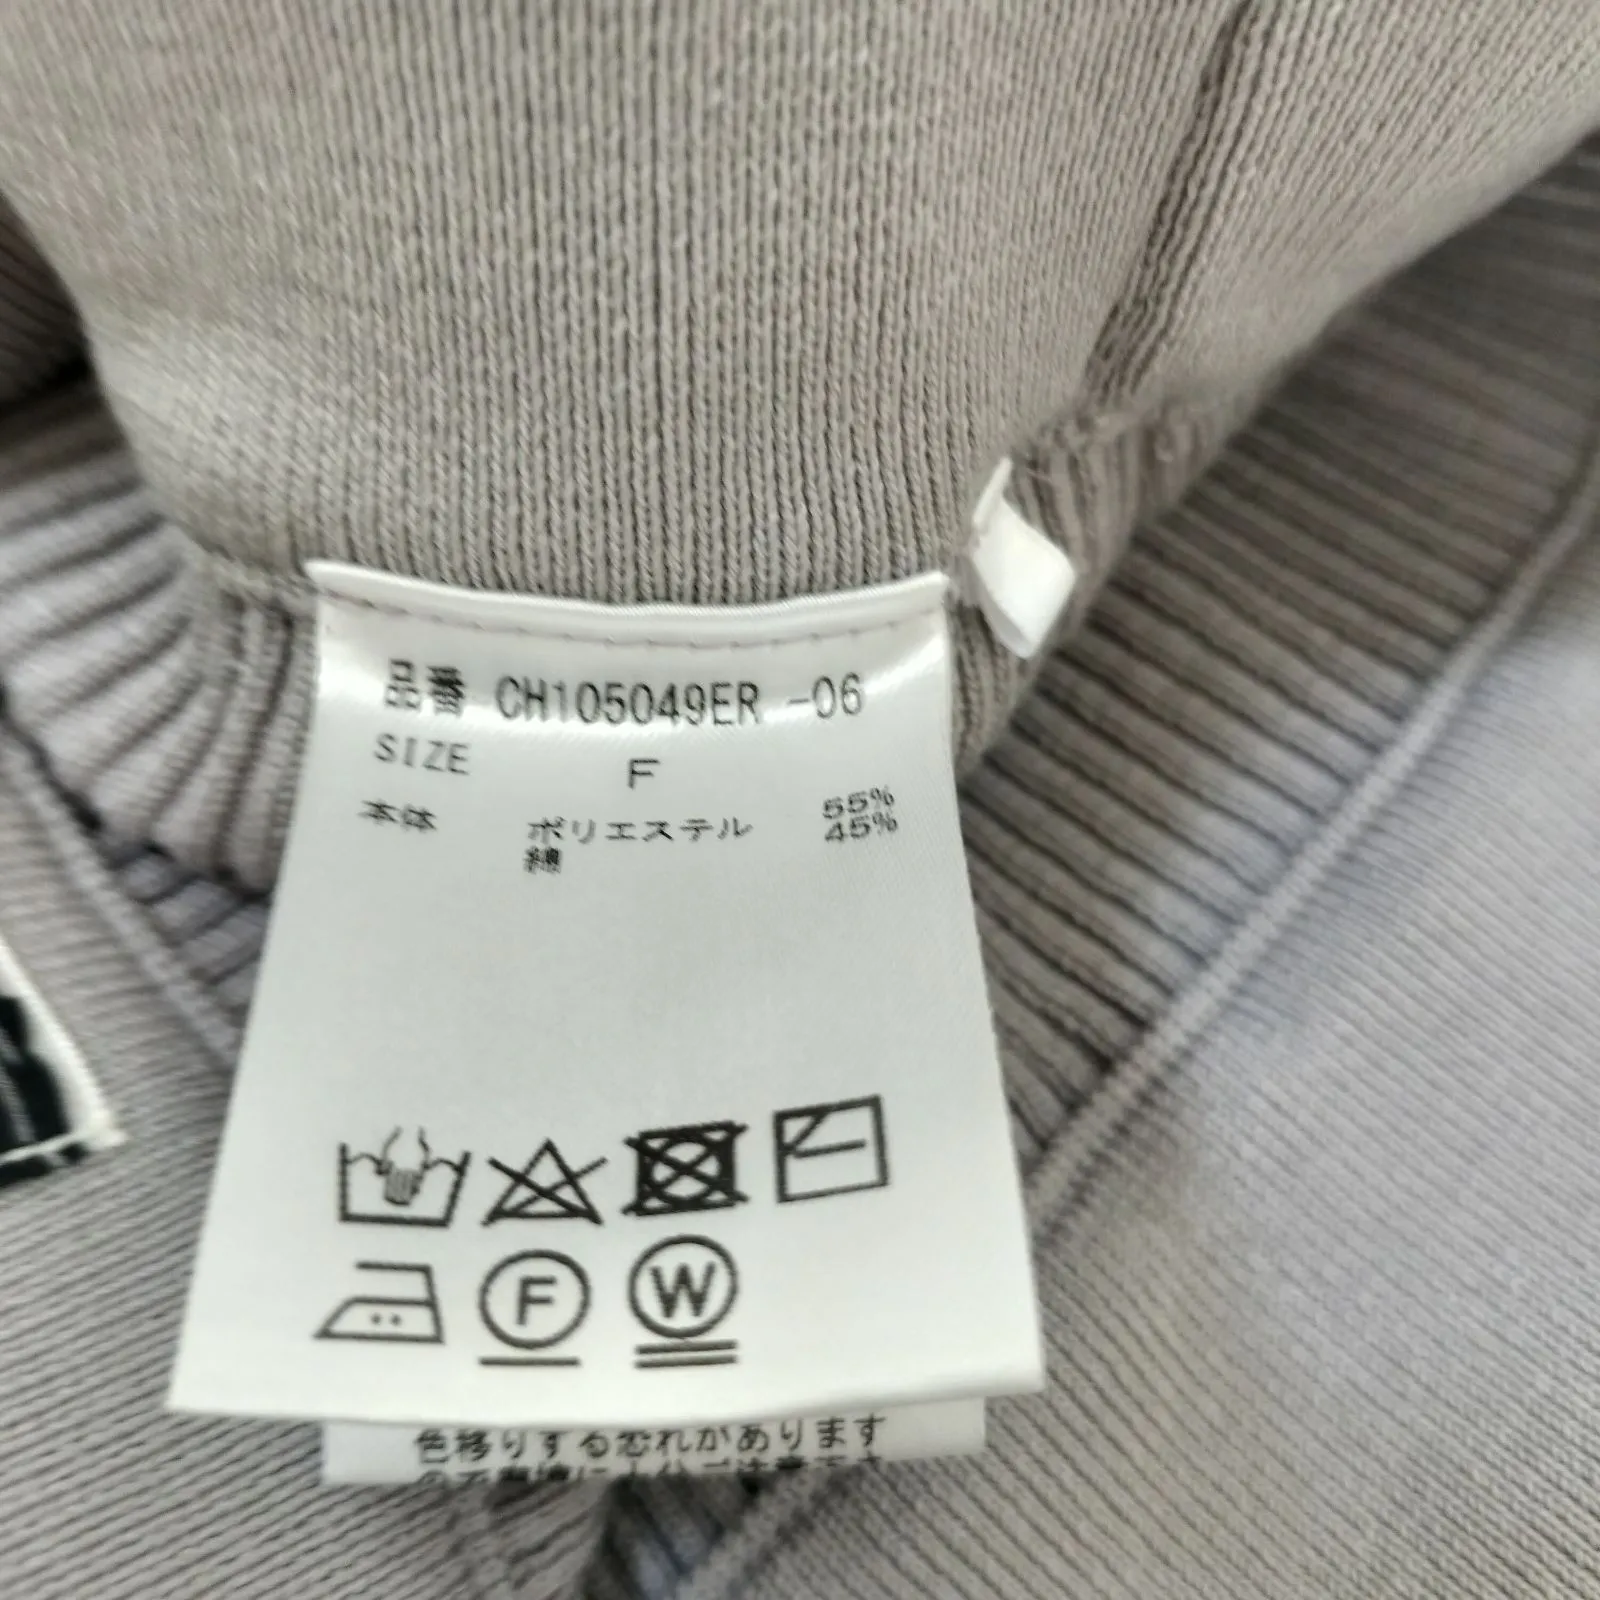 品番 CH105049ER -06
SIZE F
本体 ポリエステル 55%
綿 45%
F
W
色移りする恐れがあります